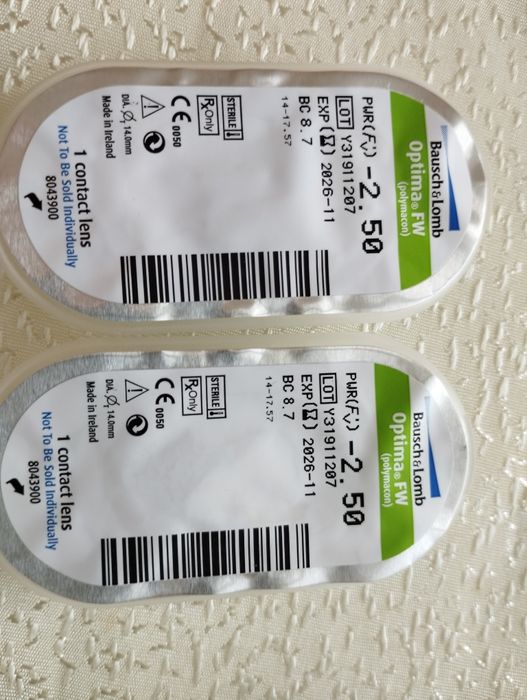 Bausch & Lomb
Optima® FW
(polymacon)
PWR(F'v) -2.50
LOT Y31911207
EXP 2026-11
BC 8.7
14-17.57
STERILE
Rx Only
CE 0050
DIA. Ø 14.0mm
Made in Ireland
1 contact lens
Not To Be Sold Individually
8043900
Bausch & Lomb
Optima® FW
(polymacon)
PWR(F'v) -2.50
LOT Y31911207
EXP 2026-11
BC 8.7
14-17.57
STERILE
Rx Only
CE 0050
DIA. Ø 14.0mm
Made in Ireland
1 contact lens
Not To Be Sold Individually
8043900